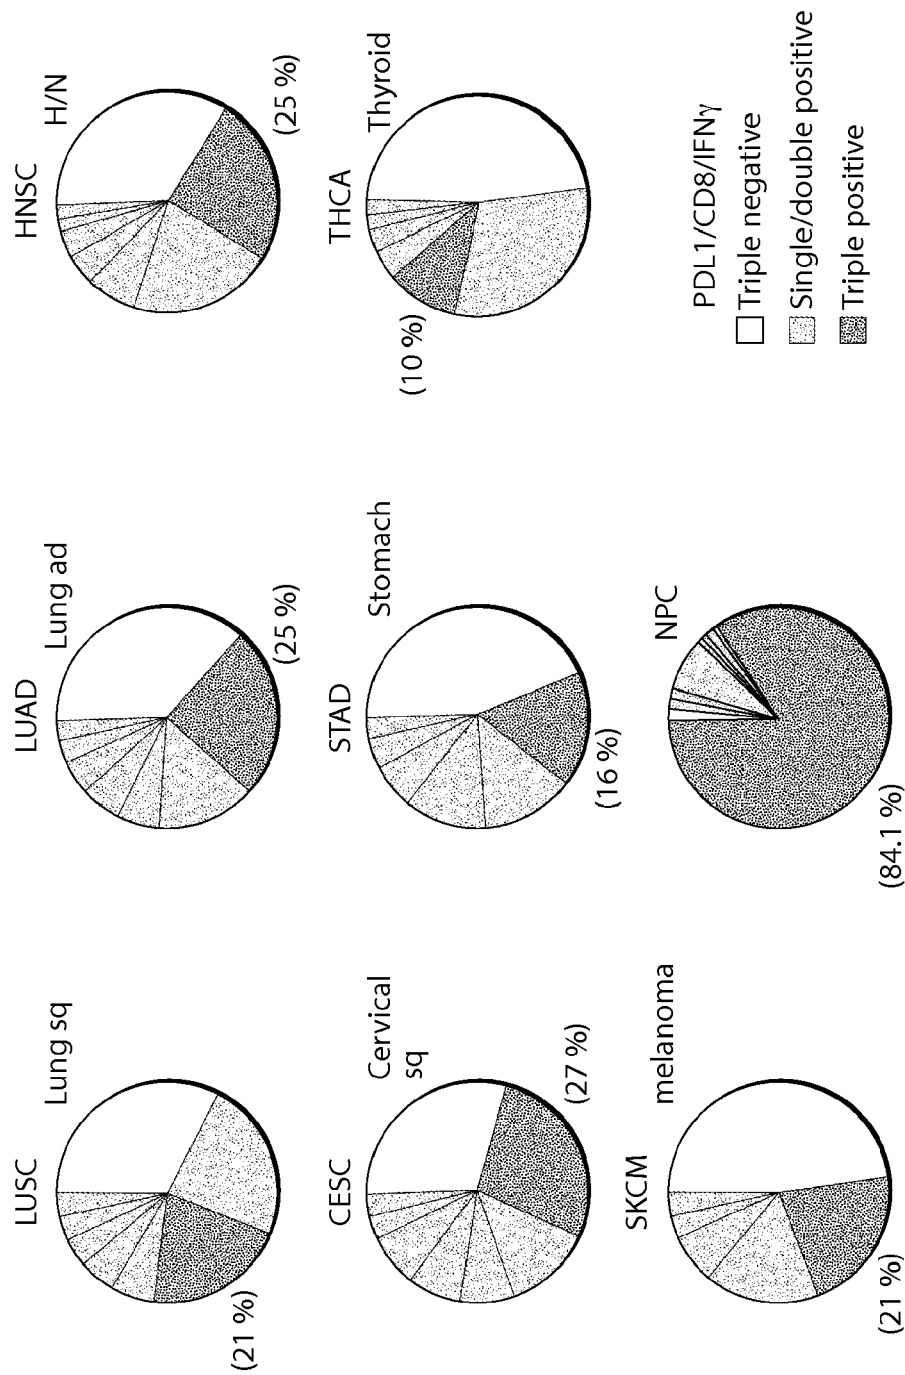 LUSC
Lung sq
(21 %)
LUAD
Lung ad
(25 %)
HNSC
H/N
(25 %)
CESC
Cervical
sq
(27 %)
STAD
Stomach
(16 %)
THCA
Thyroid
(10 %)
SKCM
melanoma
(21 %)
NPC
(84.1 %)
PDL1/CD8/IFNγ
Triple negative
Single/double positive
Triple positive